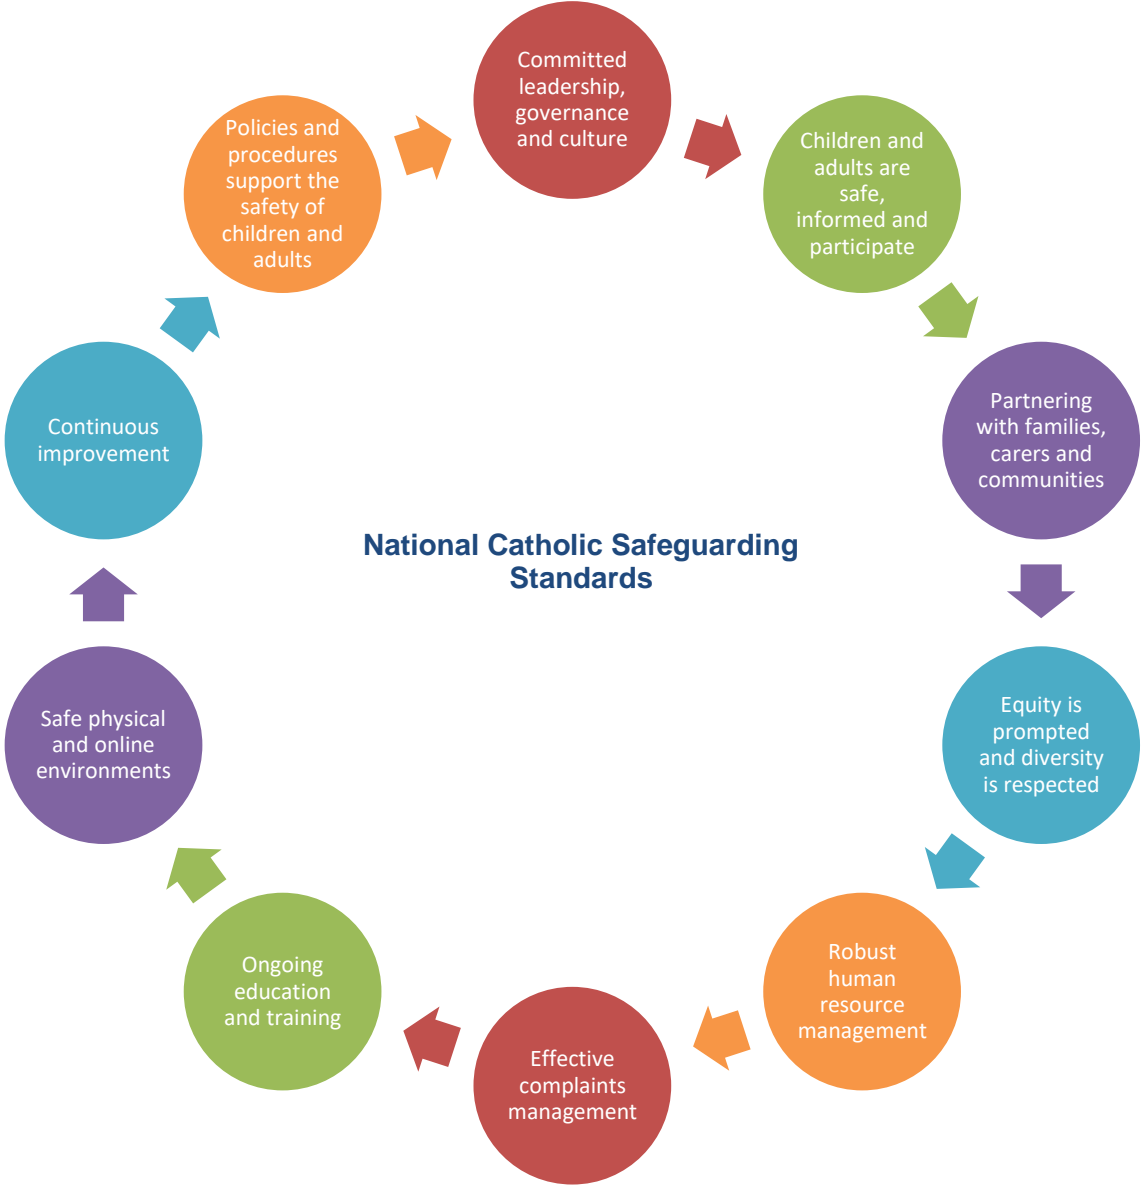 Committed
leadership,
governance
and culture
Children and
adults are
safe,
informed and
participate
Partnering
with families,
carers and
communities
Equity is
prompted
and diversity
is respected
Robust
human
resource
management
Effective
complaints
management
Ongoing
education
and training
Safe physical
and online
environments
Continuous
improvement
Policies and
procedures
support the
safety of
children and
adults
National Catholic Safeguarding
Standards